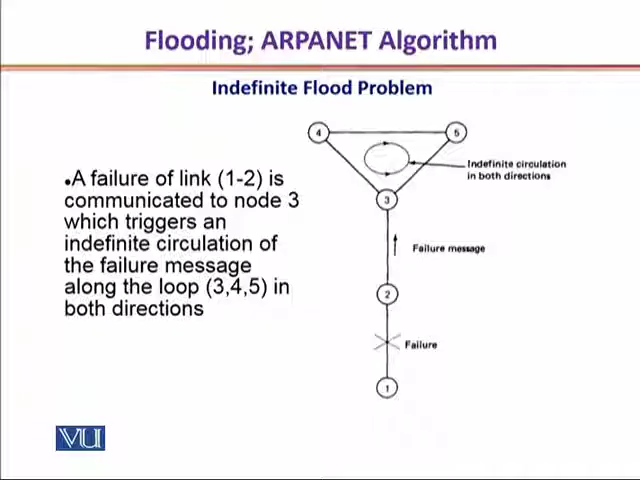 Flooding; ARPANET Algorithm
Indefinite Flood Problem
•A failure of link (1-2) is
communicated to node 3
which triggers an
indefinite circulation of
the failure message
along the loop (3,4,5) in
both directions
4
5
Indefinite circulation
in both directions
3
Failure message
2
Failure
1
VU